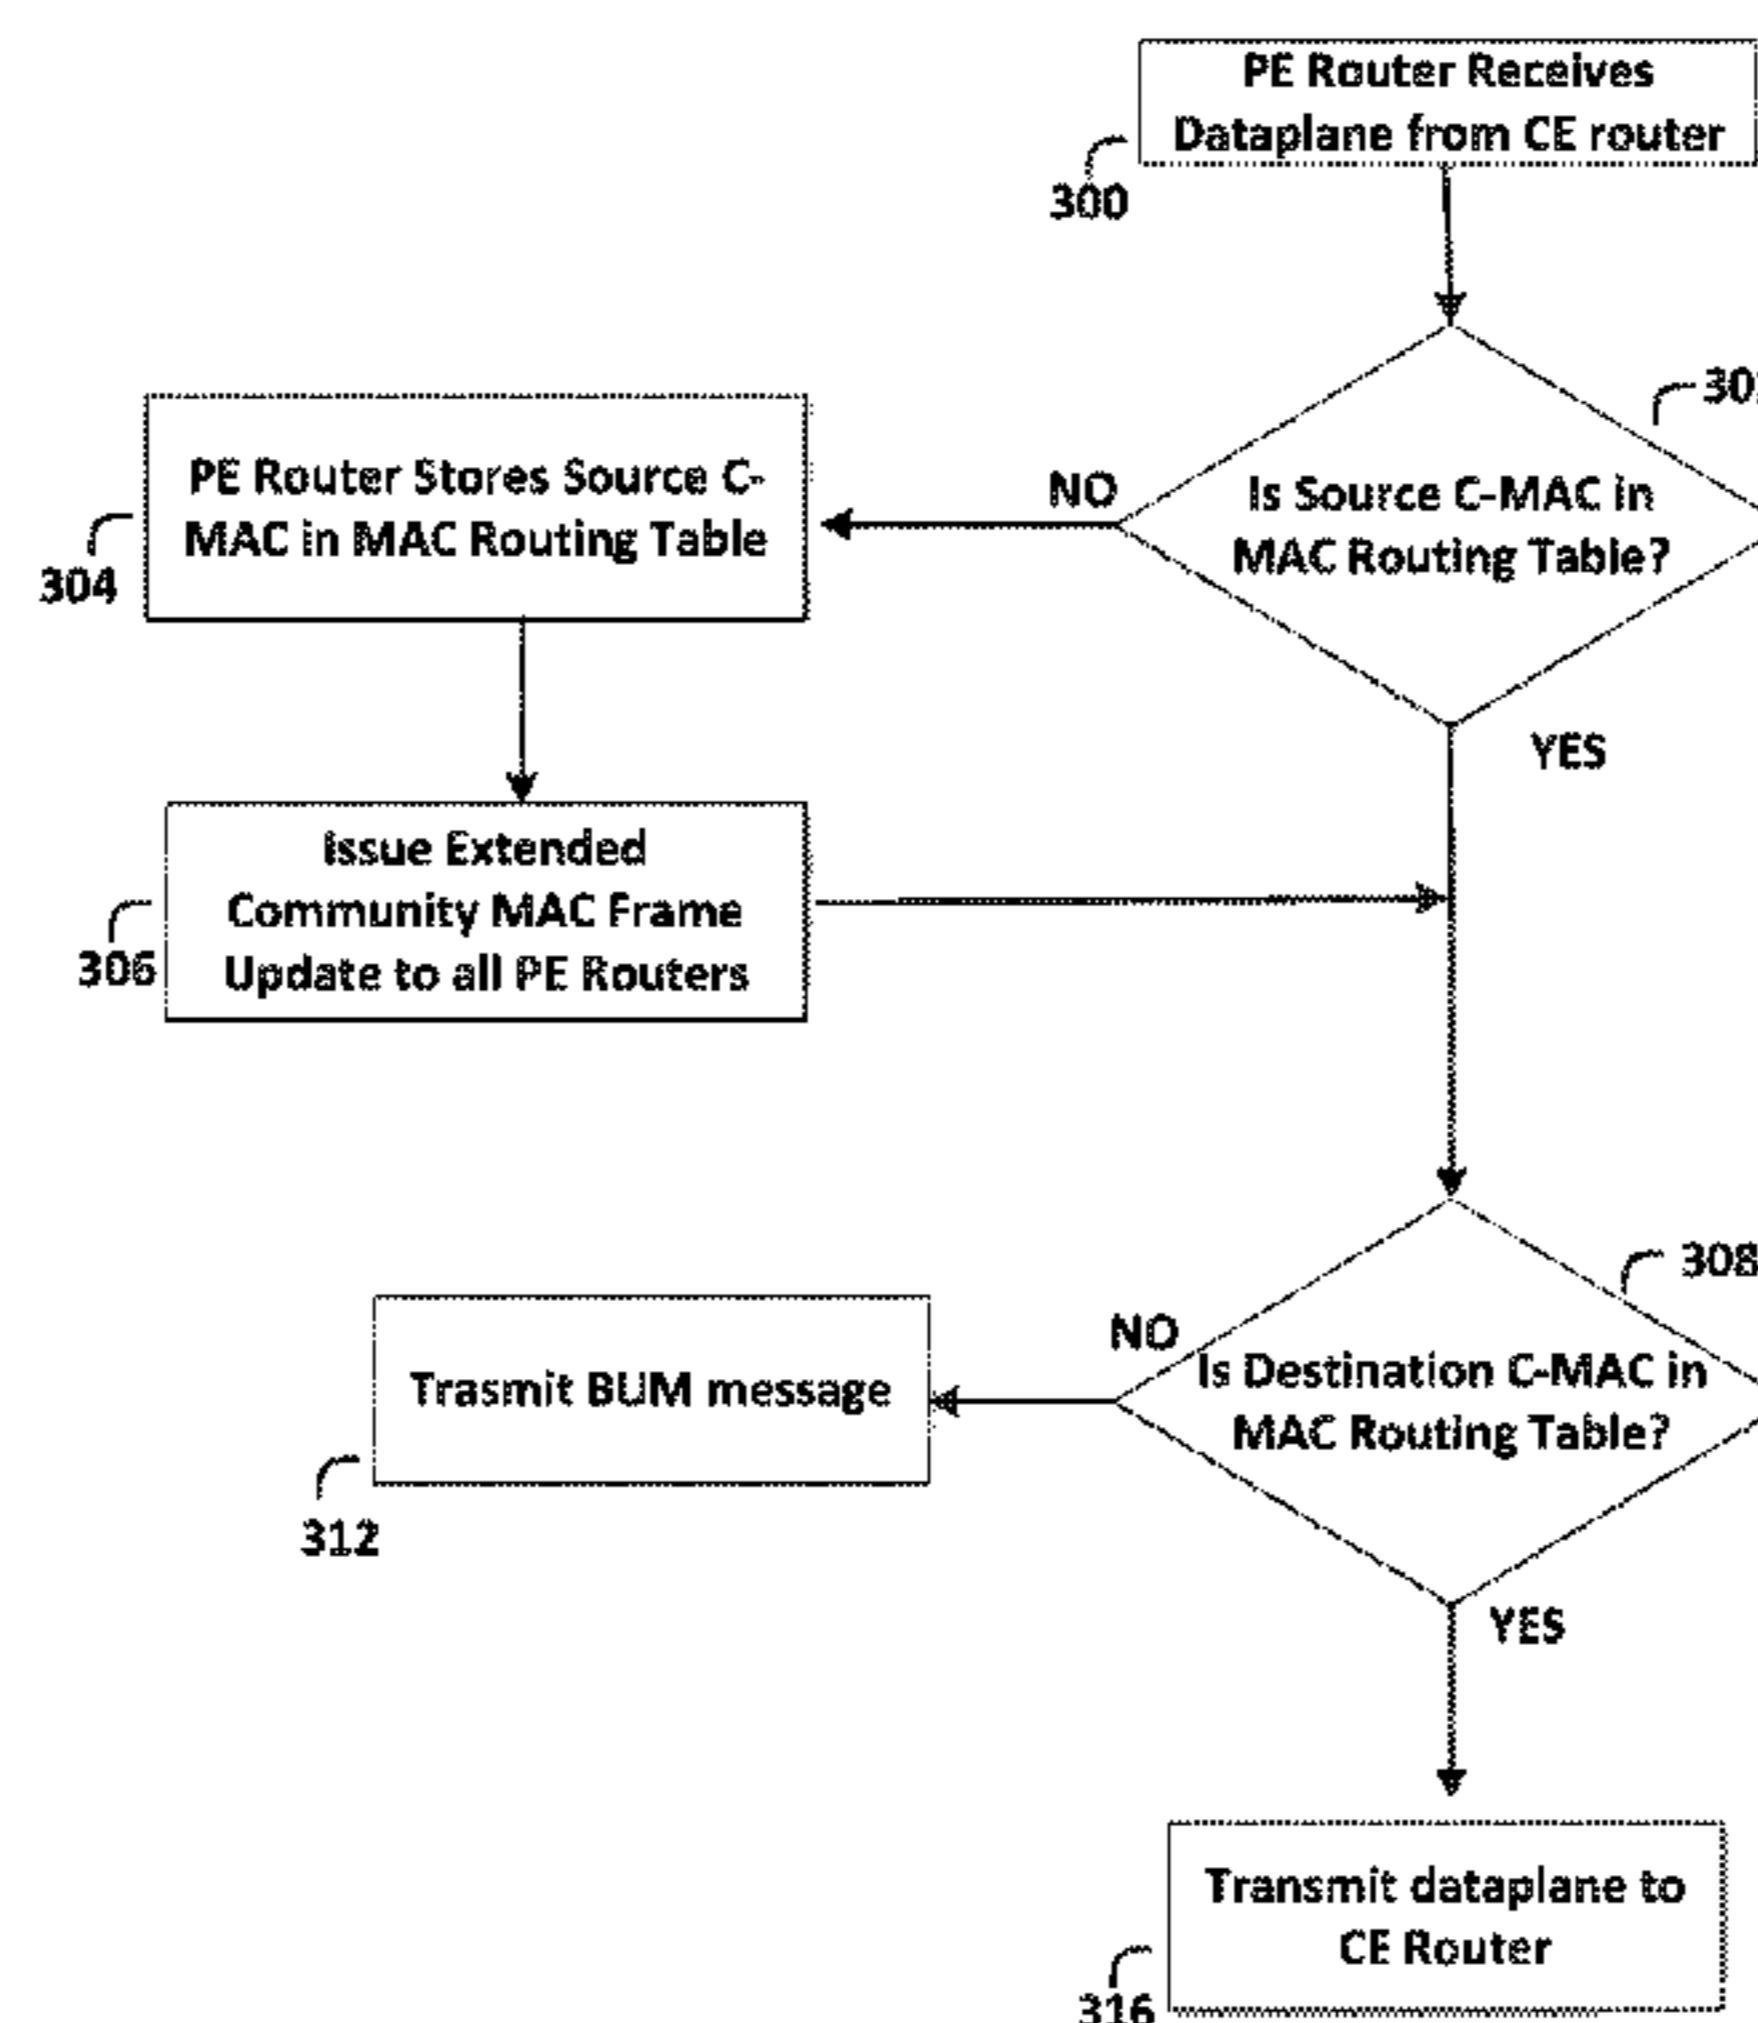 PE Router Receives
Dataplane from CE router
300
Is Source C-MAC in
MAC Routing Table?
NO
YES
PE Router Stores Source C-
MAC in MAC Routing Table
304
Issue Extended
Community MAC Frame
Update to all PE Routers
306
308
Is Destination C-MAC in
MAC Routing Table?
NO
YES
Trasmit BUM message
312
Transmit dataplane to
CE Router
316